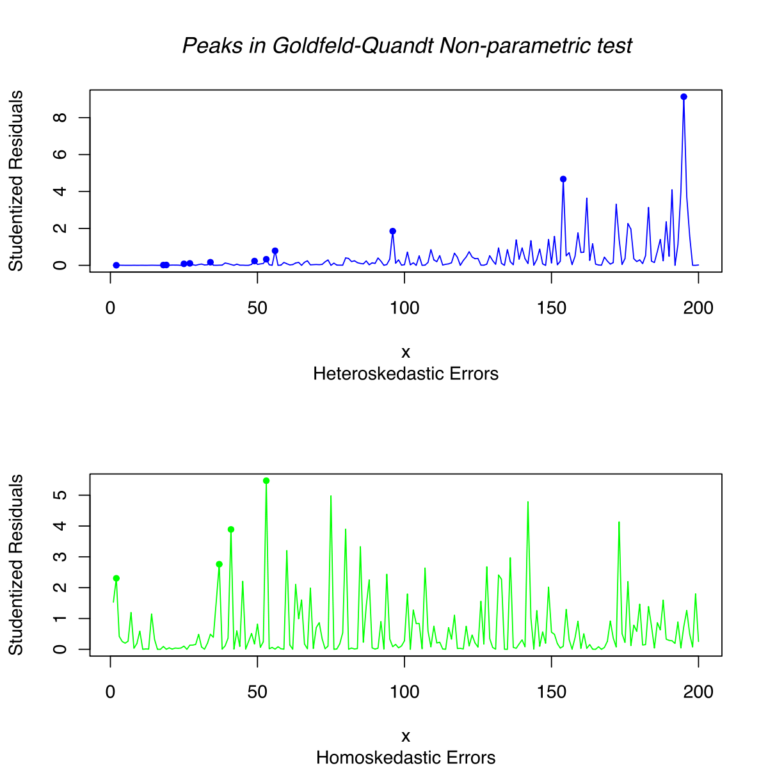 Peaks in Goldfeld-Quandt Non-parametric test
Studentized Residuals
8
6
4
2
0
0 50 100 150 200
x
Heteroskedastic Errors
Studentized Residuals
5
4
3
2
1
0
0 50 100 150 200
x
Homoskedastic Errors